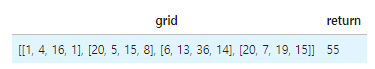 grid return
[[1, 4, 16, 1], [20, 5, 15, 8], [6, 13, 36, 14], [20, 7, 19, 15]] 55